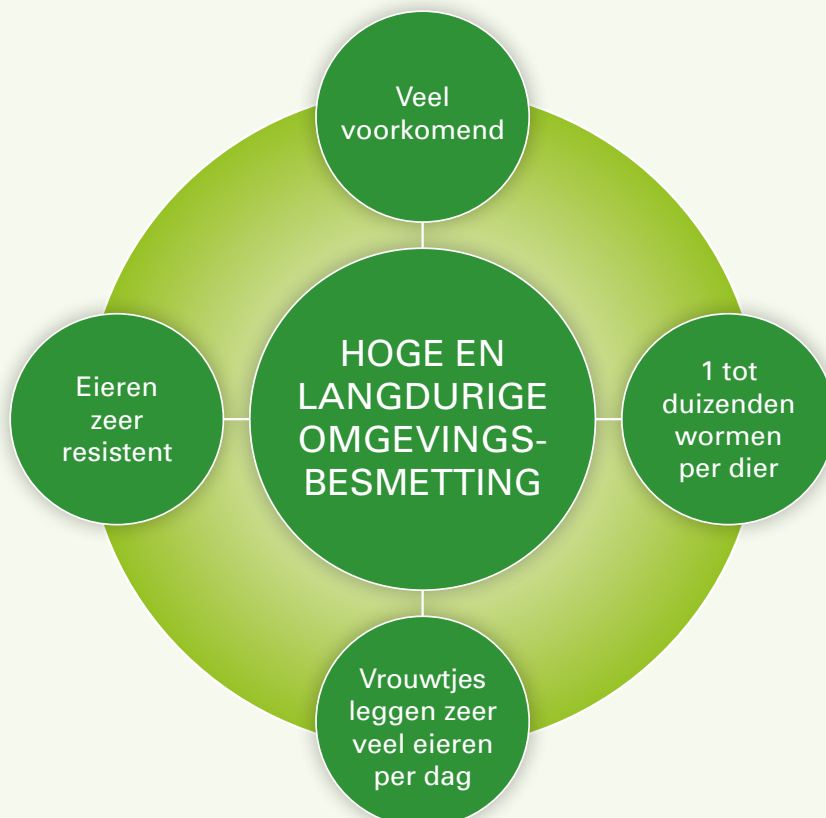 Veel
voorkomend
HOGE EN
LANGDURIGE
OMGEVINGS-
BESMETTING
Eieren
zeer
resistent
1 tot
duizenden
wormen
per dier
Vrouwtjes
leggen zeer
veel eieren
per dag